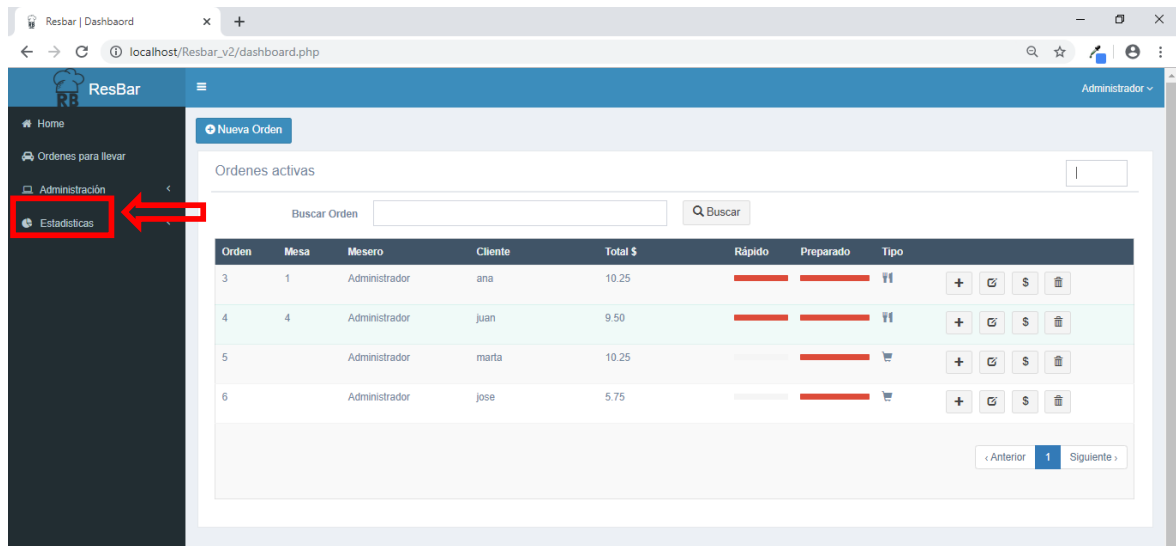 Resbar | Dashbaord
localhost/Resbar_v2/dashboard.php
RB ResBar
Administrador
Home
Nueva Orden
Ordenes para llevar
Ordenes activas
Administración
Estadisticas
Buscar Orden Buscar
Orden Mesa Mesero Cliente Total $ Rápido Preparado Tipo
3 1 Administrador ana 10.25 $
4 4 Administrador juan 9.50 $
5 Administrador marta 10.25 $
6 Administrador jose 5.75 $
‹ Anterior 1 Siguiente ›